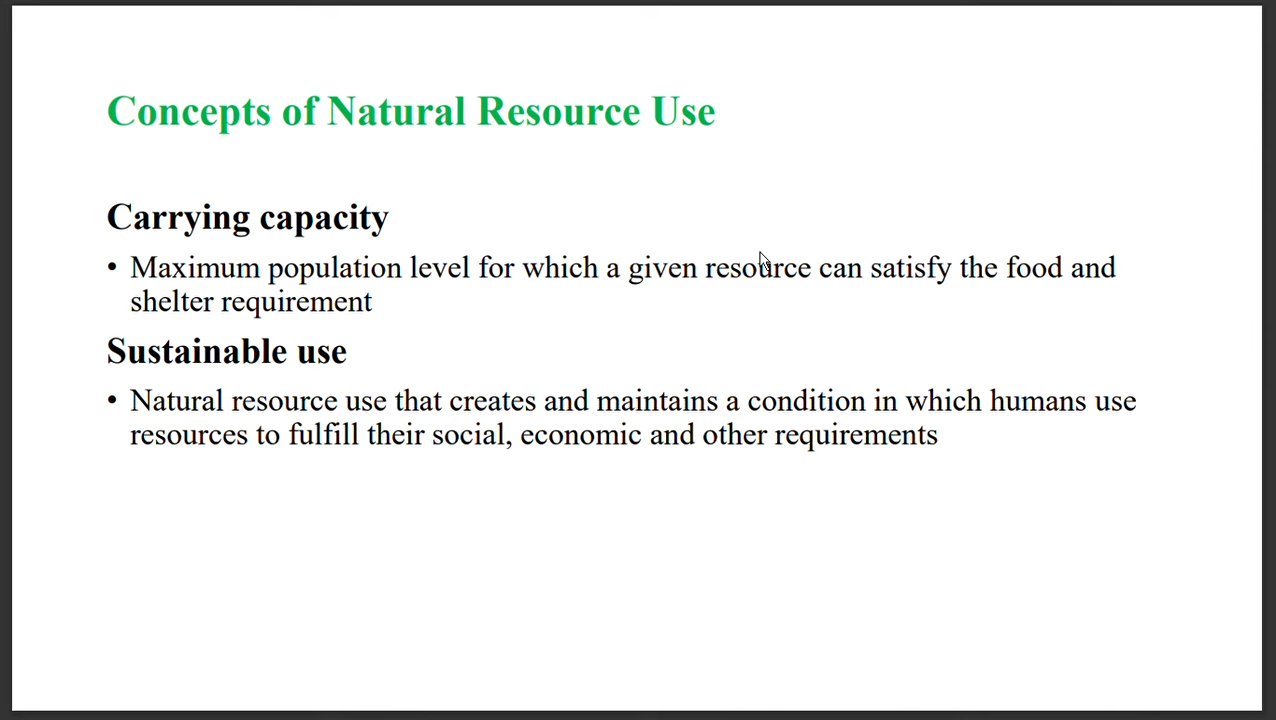 Concepts of Natural Resource Use
Carrying capacity
• Maximum population level for which a given resource can satisfy the food and
shelter requirement
Sustainable use
• Natural resource use that creates and maintains a condition in which humans use
resources to fulfill their social, economic and other requirements